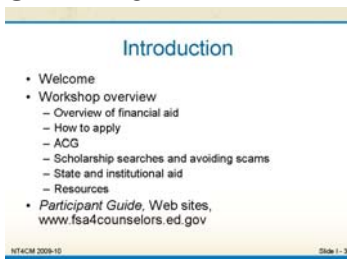 Introduction
• Welcome
• Workshop overview
– Overview of financial aid
– How to apply
– ACG
– Scholarship searches and avoiding scams
– State and institutional aid
– Resources
• Participant Guide, Web sites,
www.fsa4counselors.ed.gov
NT4CM 2009-10
Slide I - 3